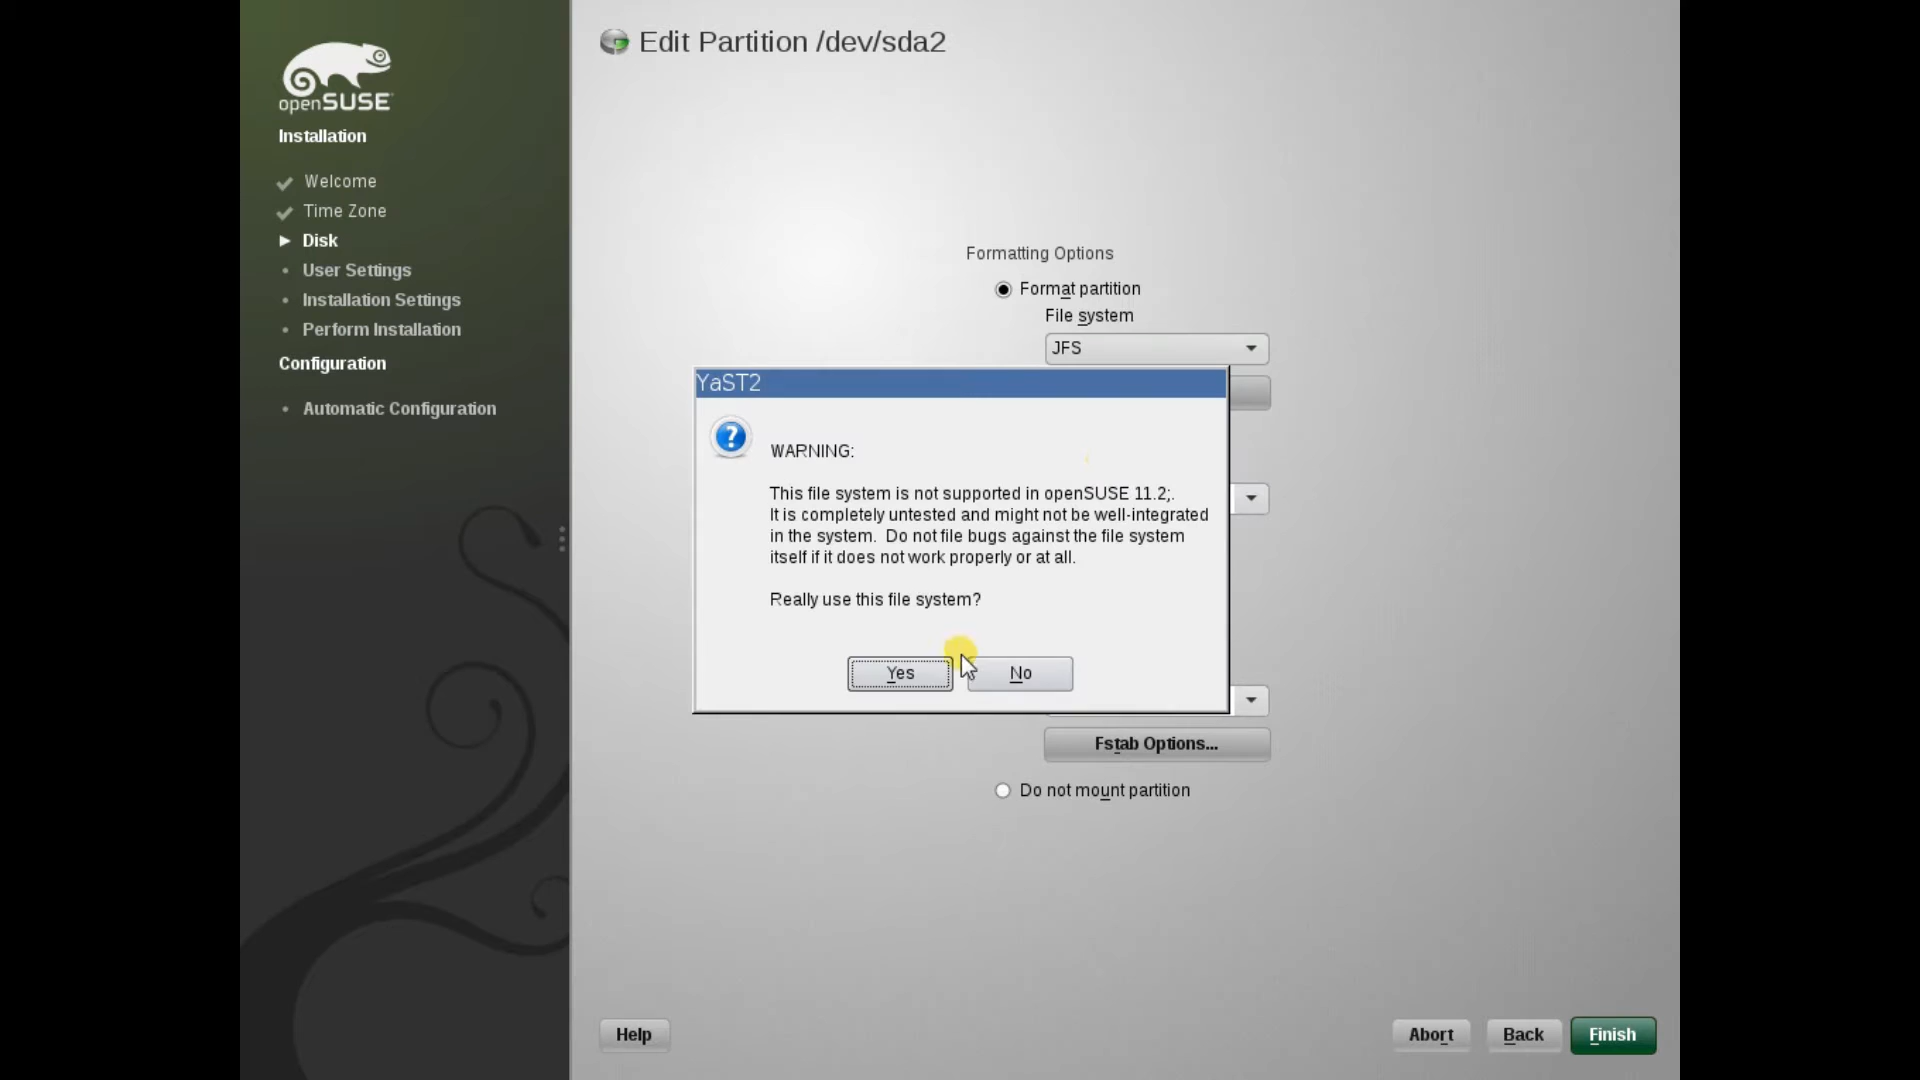 Edit Partition /dev/sda2
openSUSE
Installation
Welcome
Time Zone
Disk
User Settings
Installation Settings
Perform Installation
Configuration
Automatic Configuration
Formatting Options
Format partition
File system
JFS
YaST2
WARNING:
This file system is not supported in openSUSE 11.2;.
It is completely untested and might not be well-integrated
in the system. Do not file bugs against the file system
itself if it does not work properly or at all.
Really use this file system?
Yes
No
Fstab Options...
Do not mount partition
Help
Abort
Back
Finish